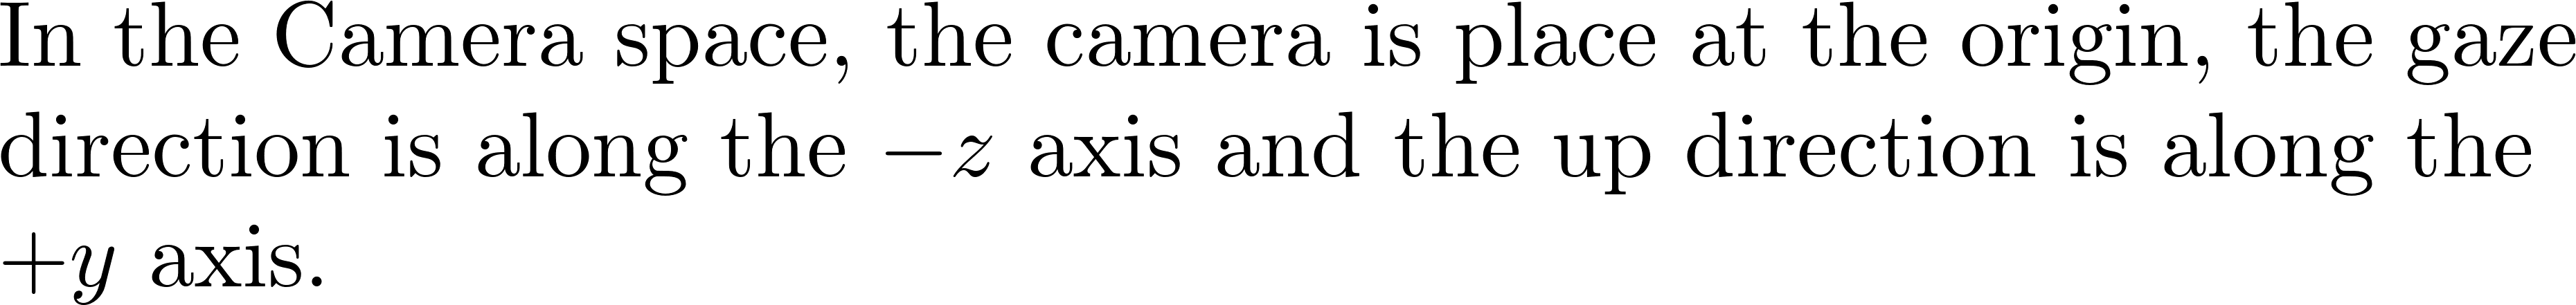 In the Camera space, the camera is place at the origin, the gaze
direction is along the −z axis and the up direction is along the
+y axis.